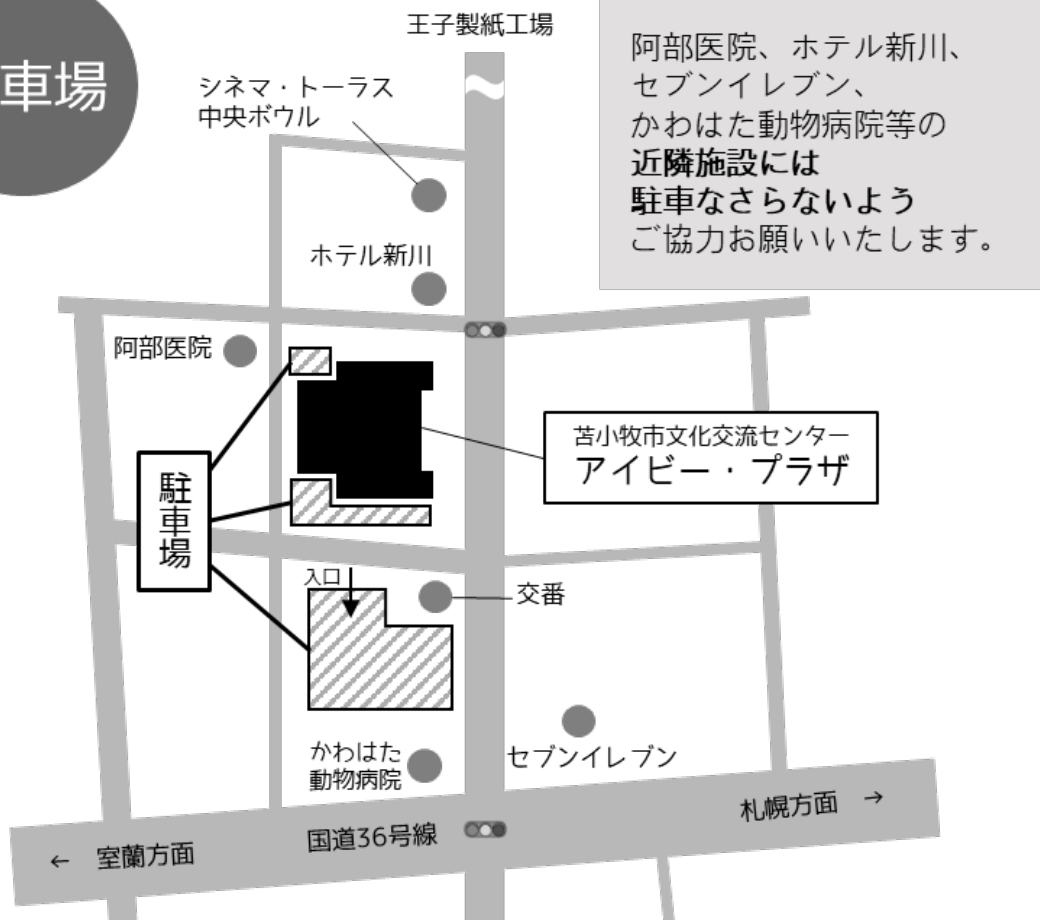 車場
王子製紙工場
阿部医院、ホテル新川、
セブンイレブン、
かわはた動物病院等の
近隣施設には
駐車なさらないよう
ご協力お願いいたします。
シネマ・トーラス
中央ボウル
ホテル新川
阿部医院
苫小牧市文化交流センター
アイビー・プラザ
駐車場
入口
交番
かわはた
動物病院
セブンイレブン
札幌方面 →
国道36号線
← 室蘭方面